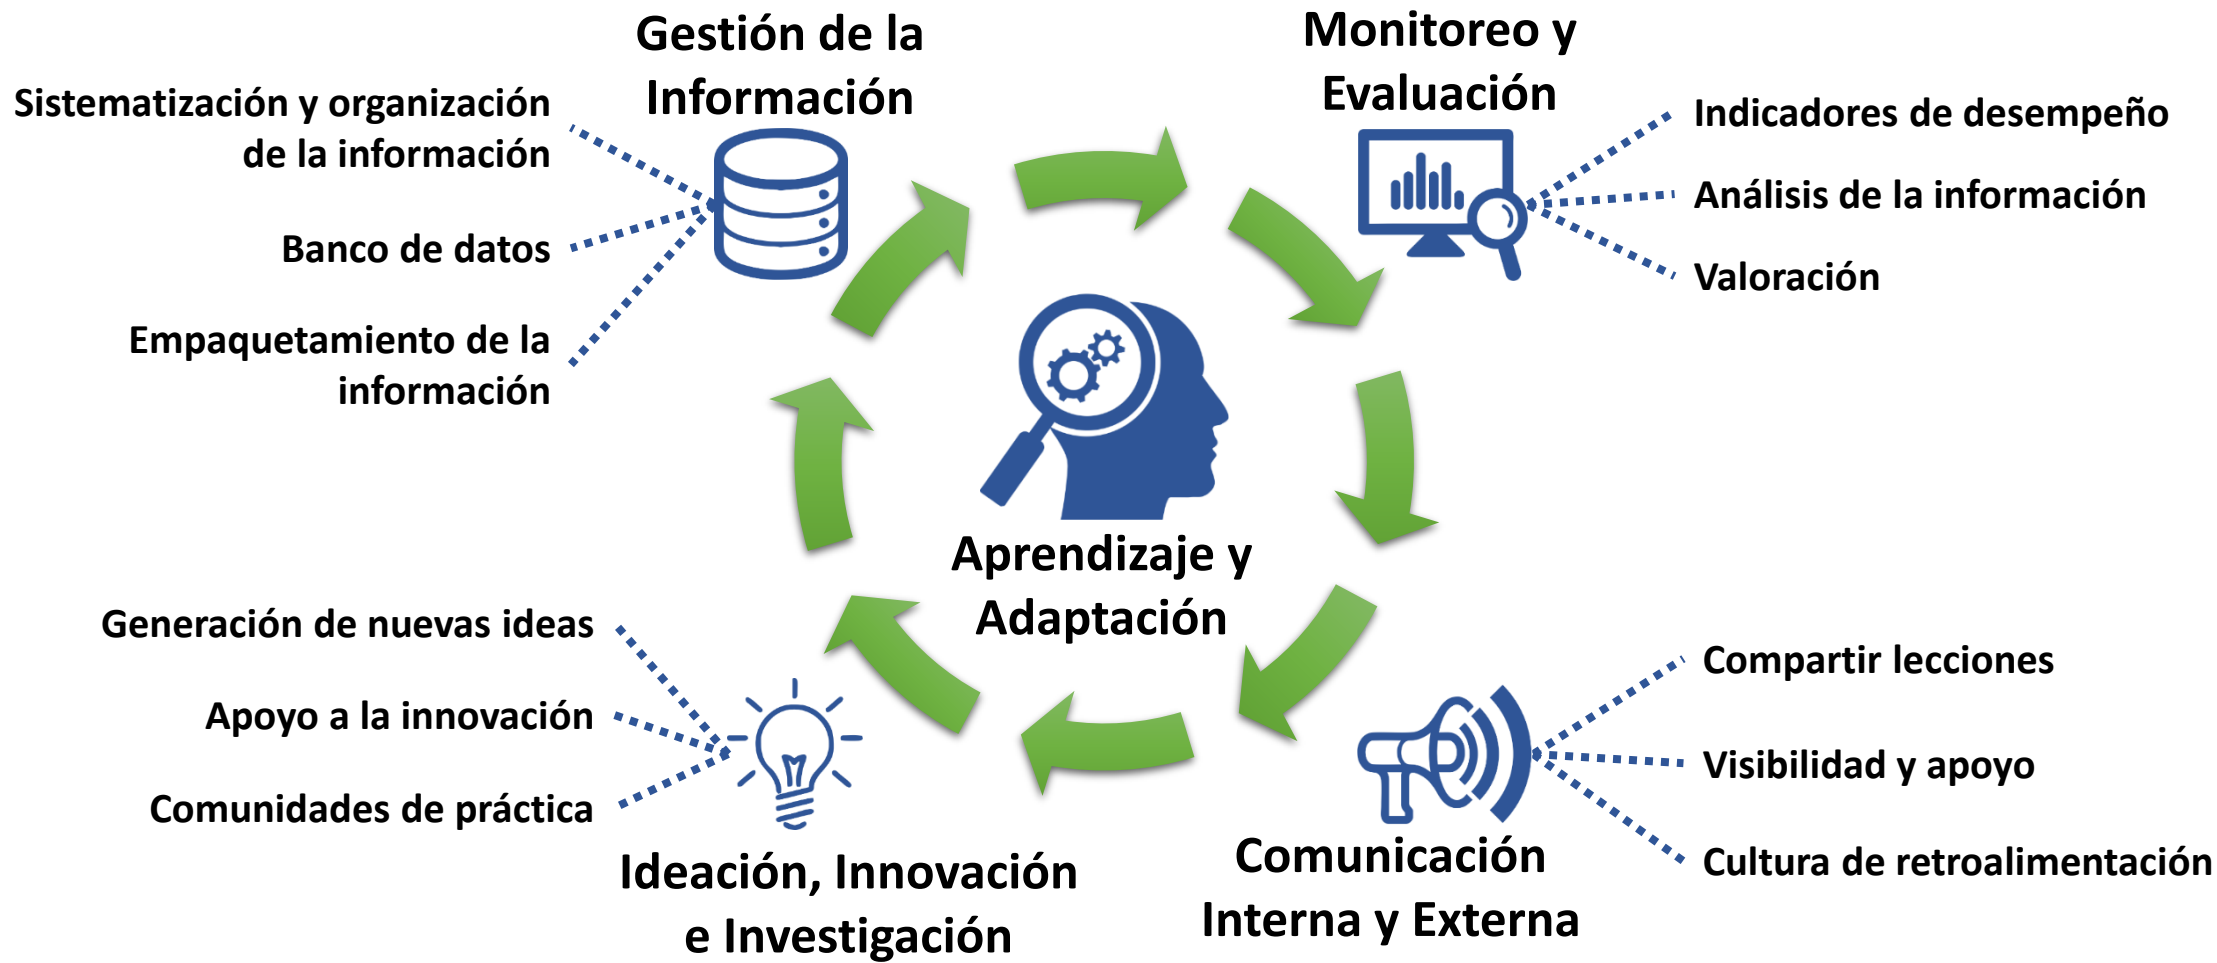 Gestión de la
Información
Sistematización y organización
de la información
Banco de datos
Empaquetamiento de la
información
Monitoreo y
Evaluación
Indicadores de desempeño
Análisis de la información
Valoración
Aprendizaje y
Adaptación
Generación de nuevas ideas
Apoyo a la innovación
Comunidades de práctica
Ideación, Innovación
e Investigación
Compartir lecciones
Visibilidad y apoyo
Cultura de retroalimentación
Comunicación
Interna y Externa